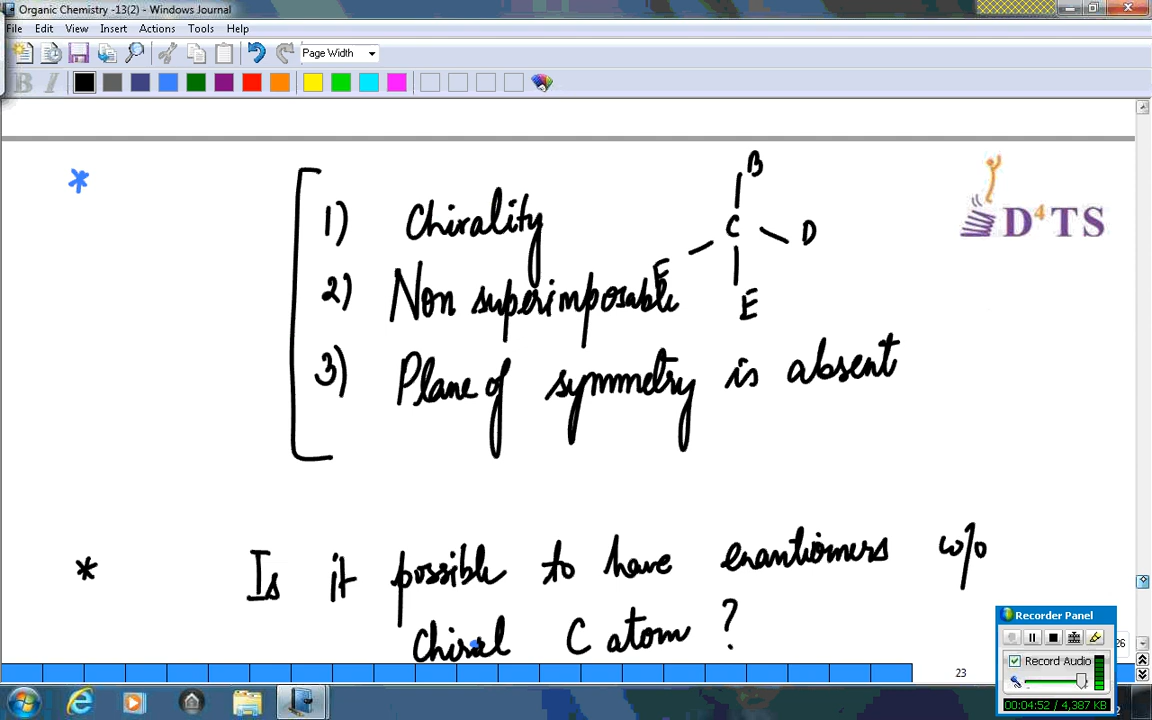 Organic Chemistry -13(2) - Windows Journal
File Edit View Insert Actions Tools Help
Page Width
B I
*
1) Chirality
B
C D
E
2) Non superimposable
E
3) Plane of symmetry is absent
D4TS
* Is it possible to have enantiomers w/o
chiral C atom ?
23
26
Recorder Panel
Record Audio
00:04:52 / 4,387 KB